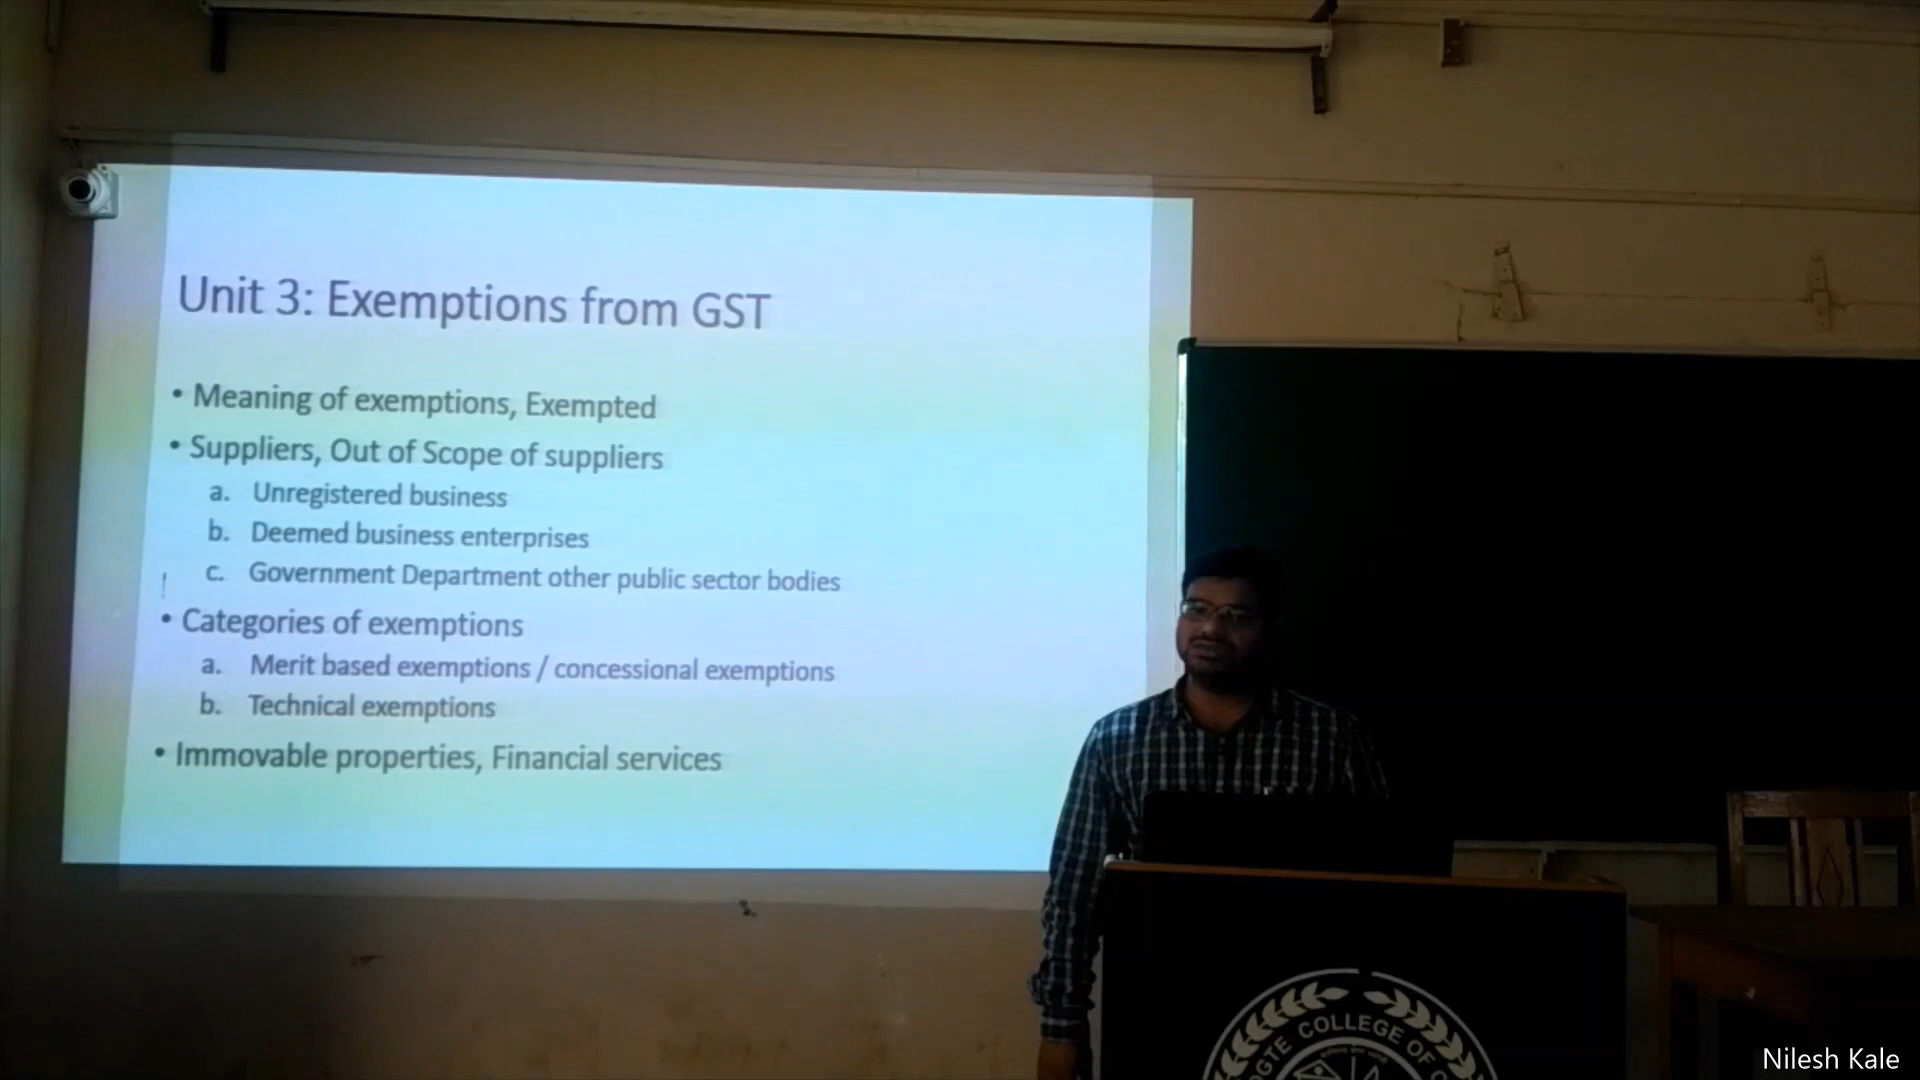 Unit 3: Exemptions from GST
• Meaning of exemptions, Exempted
• Suppliers, Out of Scope of suppliers
a. Unregistered business
b. Deemed business enterprises
c. Government Department other public sector bodies
• Categories of exemptions
a. Merit based exemptions / concessional exemptions
b. Technical exemptions
• Immovable properties, Financial services
COLLEGE OF
Nilesh Kale